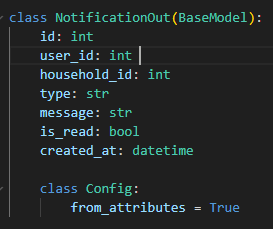 class NotificationOut(BaseModel):
    id: int
    user_id: int
    household_id: int
    type: str
    message: str
    is_read: bool
    created_at: datetime

    class Config:
        from_attributes = True